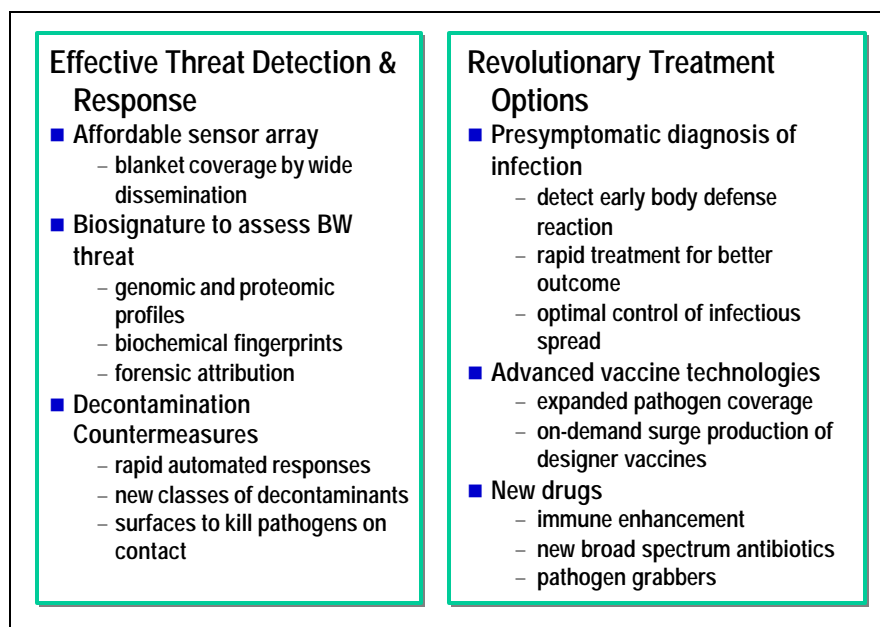 Effective Threat Detection &
Response
■ Affordable sensor array
– blanket coverage by wide
dissemination
■ Biosignature to assess BW
threat
– genomic and proteomic
profiles
– biochemical fingerprints
– forensic attribution
■ Decontamination
Countermeasures
– rapid automated responses
– new classes of decontaminants
– surfaces to kill pathogens on
contact
Revolutionary Treatment
Options
■ Presymptomatic diagnosis of
infection
– detect early body defense
reaction
– rapid treatment for better
outcome
– optimal control of infectious
spread
■ Advanced vaccine technologies
– expanded pathogen coverage
– on-demand surge production of
designer vaccines
■ New drugs
– immune enhancement
– new broad spectrum antibiotics
– pathogen grabbers